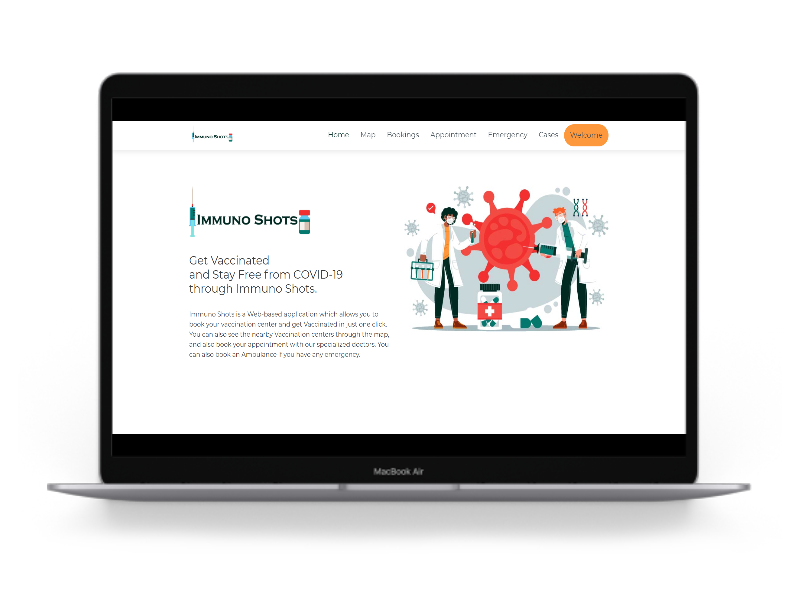 IMMUNO SHOTS
Home Map Bookings Appointment Emergency Cases Welcome
IMMUNO SHOTS
Get Vaccinated
and Stay Free from COVID-19
through Immuno Shots.
Immuno Shots is a Web-based application which allows you to
book your vaccination center and get Vaccinated in just one click.
You can also see the nearby Vaccination centers through the map,
and also book your appointment with our specialized doctors. You
can also book an Ambulance if you have any emergency.
MacBook Air